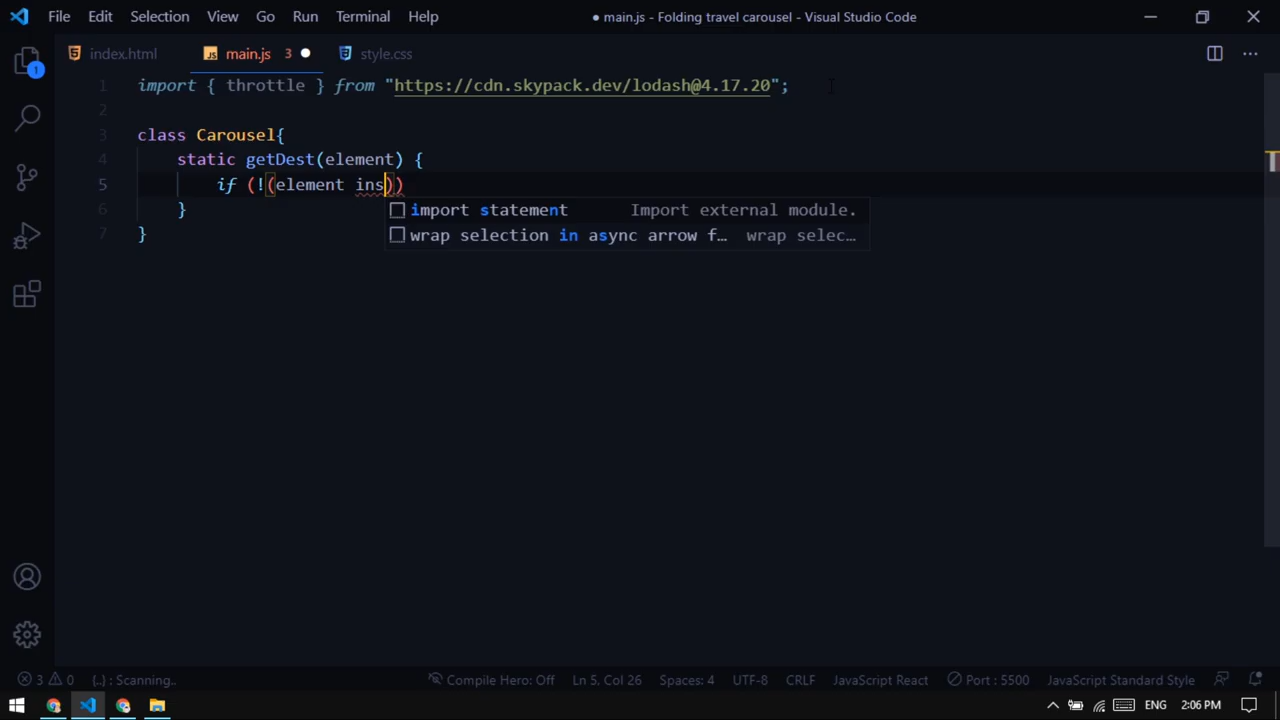 File Edit Selection View Go Run Terminal Help
● main.js - Folding travel carousel - Visual Studio Code
index.html
JS main.js 3 ●
style.css
1
1 import { throttle } from "https://cdn.skypack.dev/lodash@4.17.20";
2
3 class Carousel{
4 static getDest(element) {
5 if (!(element ins))
6 }
7 }
import statement Import external module.
wrap selection in async arrow f… wrap selec…
3 0 {..} : Scanning.. Compile Hero: Off Ln 5, Col 26 Spaces: 4 UTF-8 CRLF JavaScript React Port : 5500 JavaScript Standard Style
ENG 2:06 PM